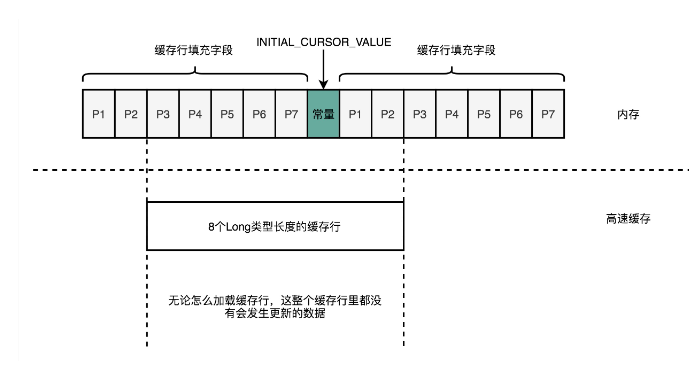 INITIAL_CURSOR_VALUE
缓存行填充字段
缓存行填充字段
P1 P2 P3 P4 P5 P6 P7 常量 P1 P2 P3 P4 P5 P6 P7
内存
高速缓存
8个Long类型长度的缓存行
无论怎么加载缓存行，这整个缓存行里都没
有会发生更新的数据